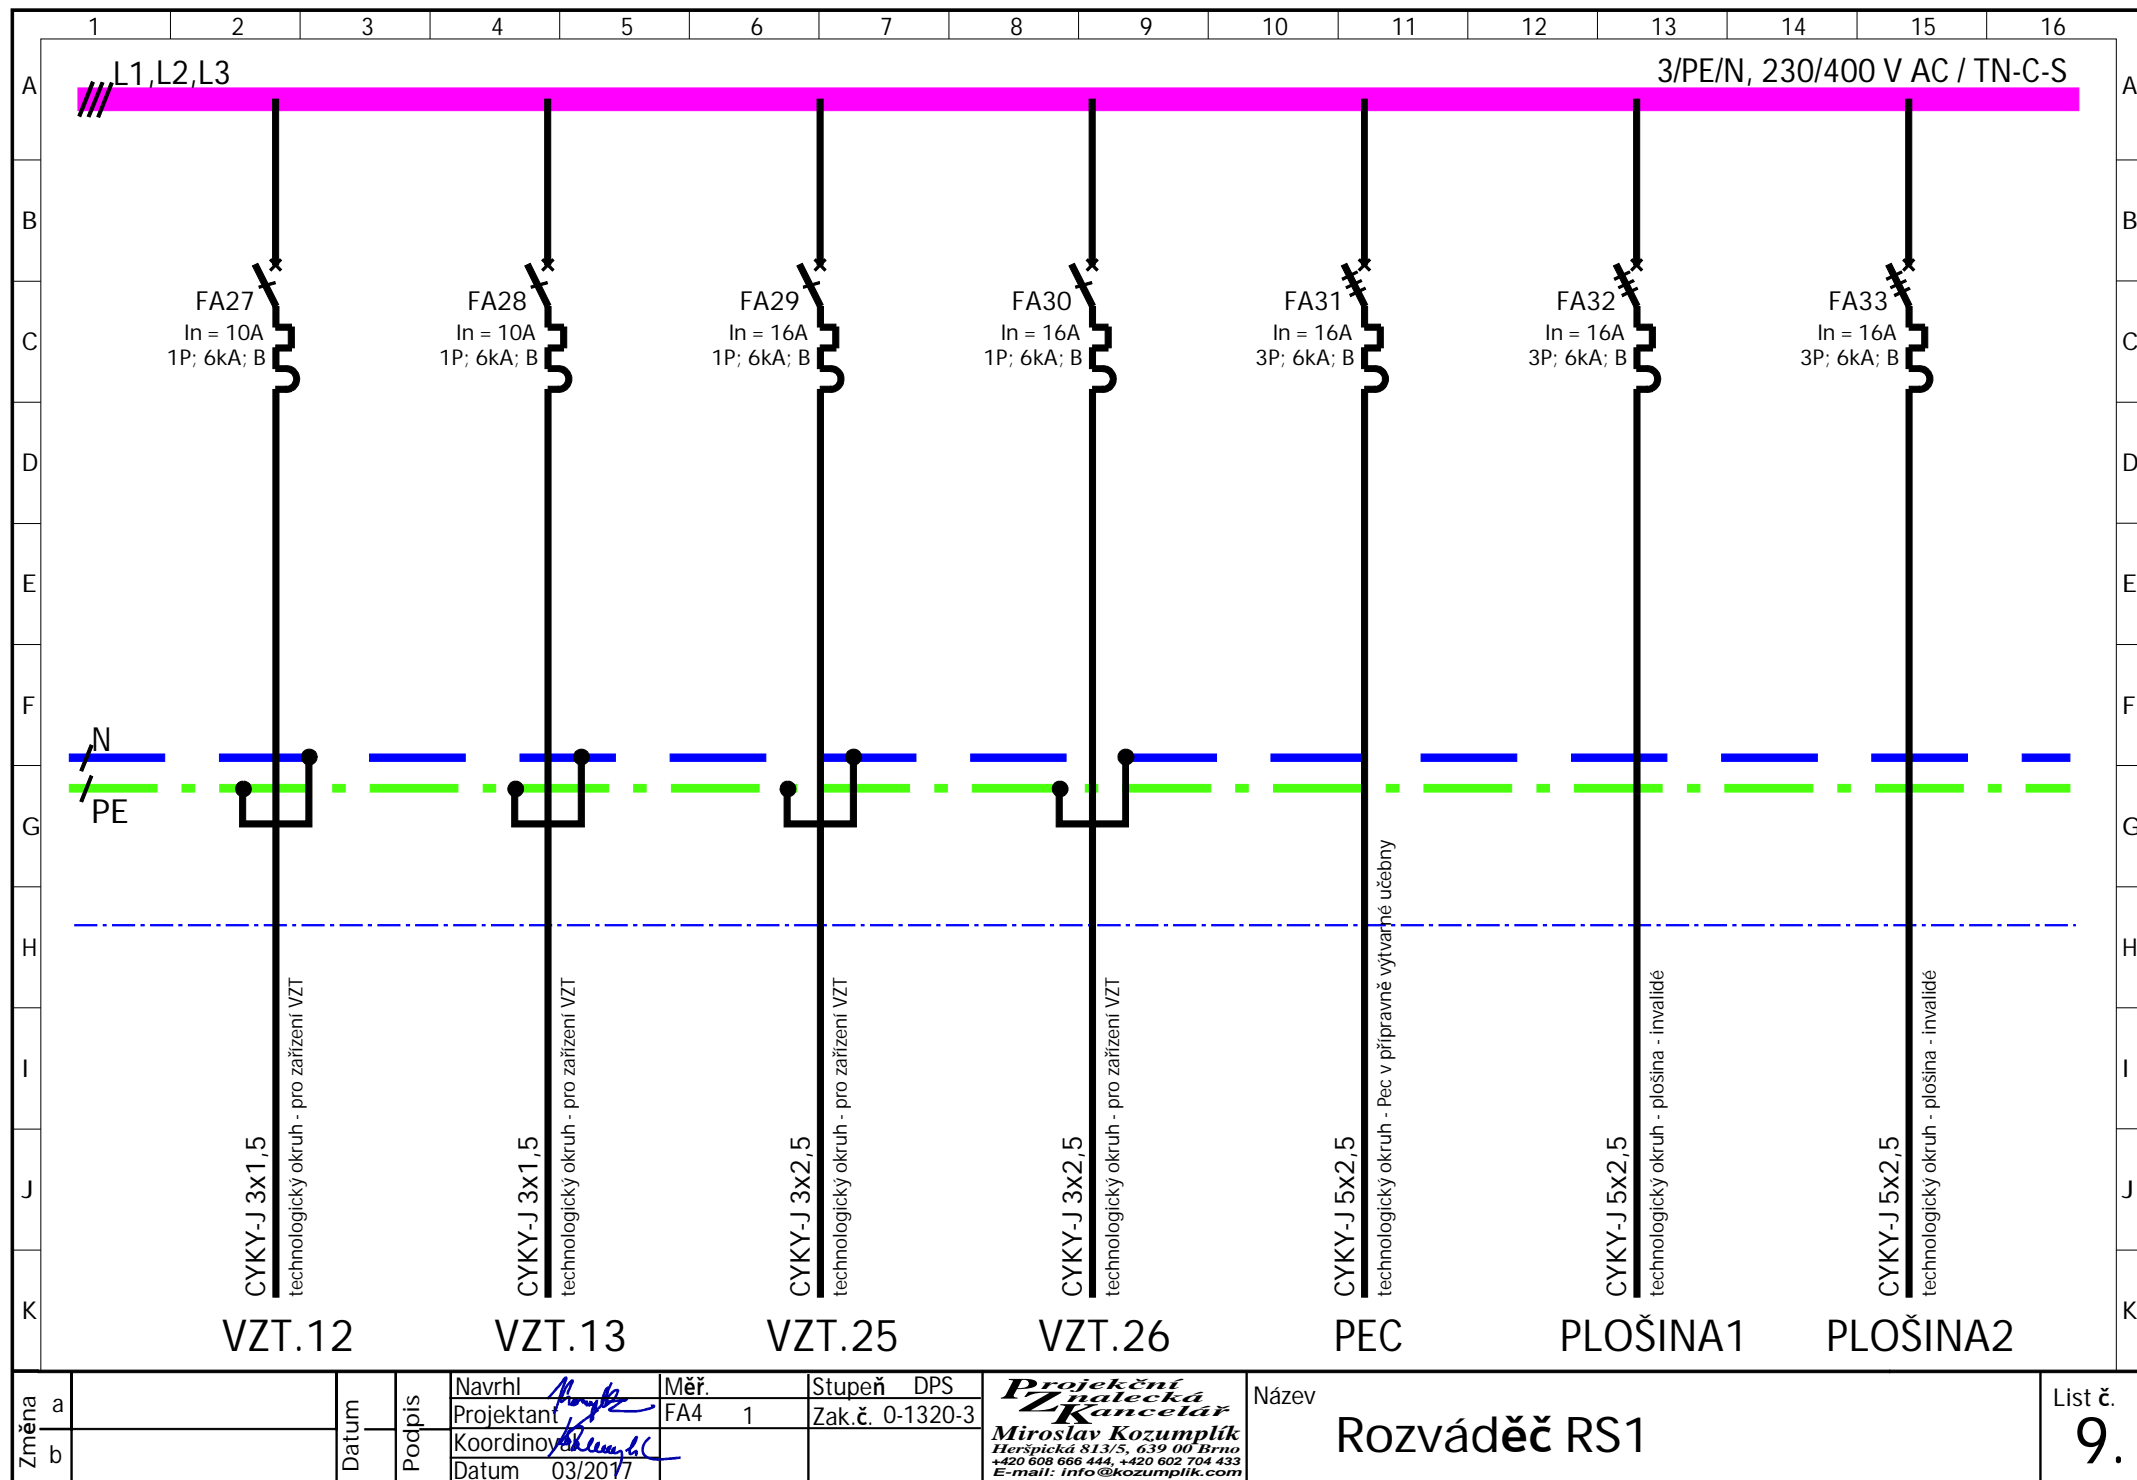 1 2 3 4 5 6 7 8 9 10 11 12 13 14 15 16
A L1,L2,L3 3/PE/N, 230/400 V AC / TN-C-S A
B B
FA27 FA28 FA29 FA30 FA31 FA32 FA33
In = 10A In = 10A In = 16A In = 16A In = 16A In = 16A In = 16A
C C
1P; 6kA; B 1P; 6kA; B 1P; 6kA; B 1P; 6kA; B 3P; 6kA; B 3P; 6kA; B 3P; 6kA; B
D D
E E
F F
N
PE
G G
H H
I I
J J
K K
CYKY-J 3x1,5
technologický okruh - pro zařízení VZT
CYKY-J 3x1,5
technologický okruh - pro zařízení VZT
CYKY-J 3x2,5
technologický okruh - pro zařízení VZT
CYKY-J 3x2,5
technologický okruh - pro zařízení VZT
CYKY-J 5x2,5
technologický okruh - Pec v přípravně výtvarné učebny
CYKY-J 5x2,5
technologický okruh - plošina - invalidé
CYKY-J 5x2,5
technologický okruh - plošina - invalidé
VZT.12 VZT.13 VZT.25 VZT.26 PEC PLOŠINA1 PLOŠINA2
Změna
a
b
Datum
Podpis
Navrhl
Projektant
Koordinoval
Datum 03/2017
Měř.
FA4 1
Stupeň DPS
Zak.č. 0-1320-3
Projekční
Znalecká
Kancelář
Miroslav Kozumplík
Heršpická 813/5, 639 00 Brno
+420 608 666 444, +420 602 704 433
E-mail: info@kozumplik.com
Název
Rozváděč RS1
List č.
9.